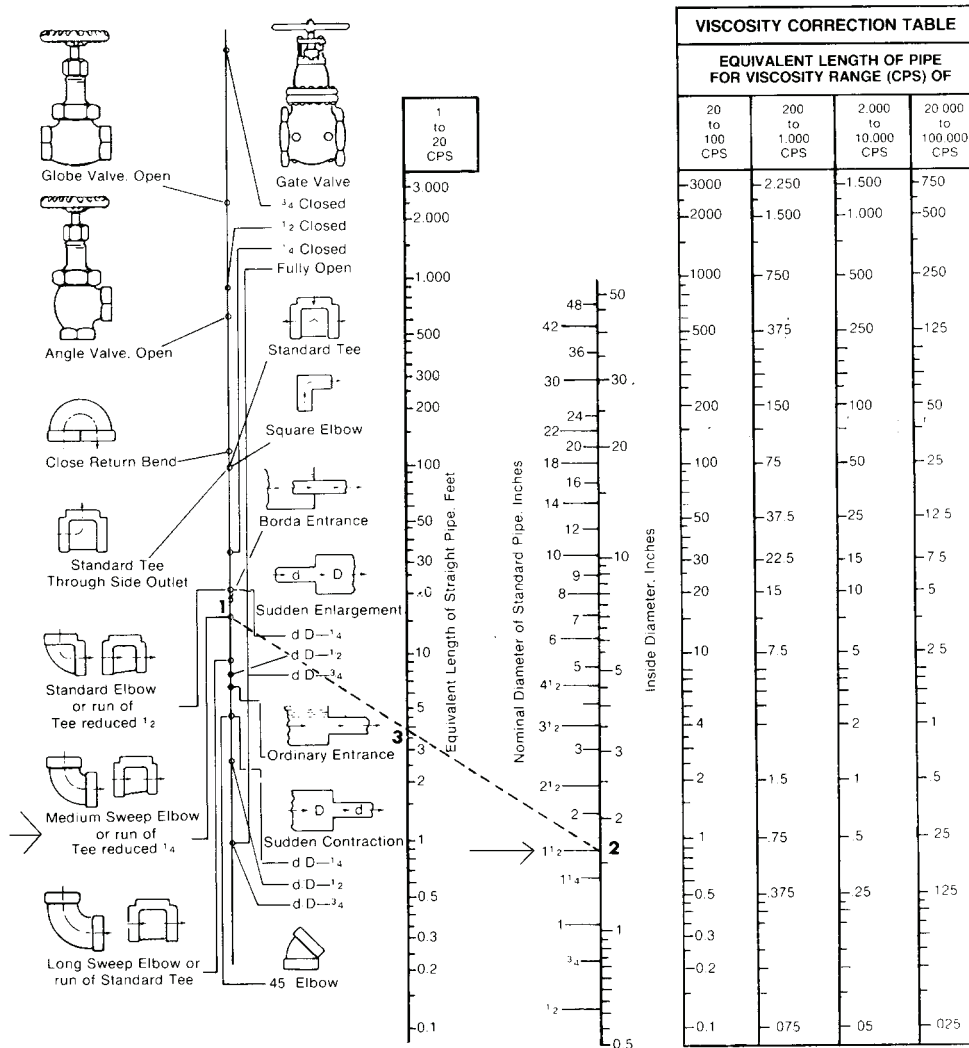 Globe Valve. Open
Angle Valve. Open
Close Return Bend
Standard Tee
Through Side Outlet
Standard Elbow
or run of
Tee reduced ½
Medium Sweep Elbow
or run of
Tee reduced ¼
Long Sweep Elbow or
run of Standard Tee
1
Gate Valve
¾ Closed
½ Closed
¼ Closed
Fully Open
Standard Tee
Square Elbow
Borda Entrance
d D
Sudden Enlargement
d D—¼
d D—½
d D—¾
Ordinary Entrance
D d
Sudden Contraction
d D—¼
d D—½
d D—¾
45 Elbow
1
to
20
CPS
3.000
2.000
1.000
500
300
200
100
50
30
20
10
5
3
3
2
1
0.5
0.3
0.2
0.1
Equivalent Length of Straight Pipe. Feet
Nominal Diameter of Standard Pipe. Inches
48
42
36
30
24
22
20
18
16
14
12
10
9
8
7
6
5
4½
3½
3
2½
2
1½
1¼
1
¾
½
50
30
20
10
5
3
2
2
1
0.5
Inside Diameter. Inches
VISCOSITY CORRECTION TABLE
EQUIVALENT LENGTH OF PIPE
FOR VISCOSITY RANGE (CPS) OF
20 to 100 CPS
200 to 1.000 CPS
2.000 to 10.000 CPS
20 000 to 100.000 CPS
3000 2.250 1.500 750
2000 1.500 1.000 500
1000 750 500 250
500 375 250 125
200 150 100 50
100 75 50 25
50 37.5 25 12 5
30 22.5 15 7 5
20 15 10 5
10 7.5 5 2 5
4 2 1
2 1.5 1 .5
1 .75 .5 25
0.5 .375 .25 125
0.3
0.2
0.1 075 05 025